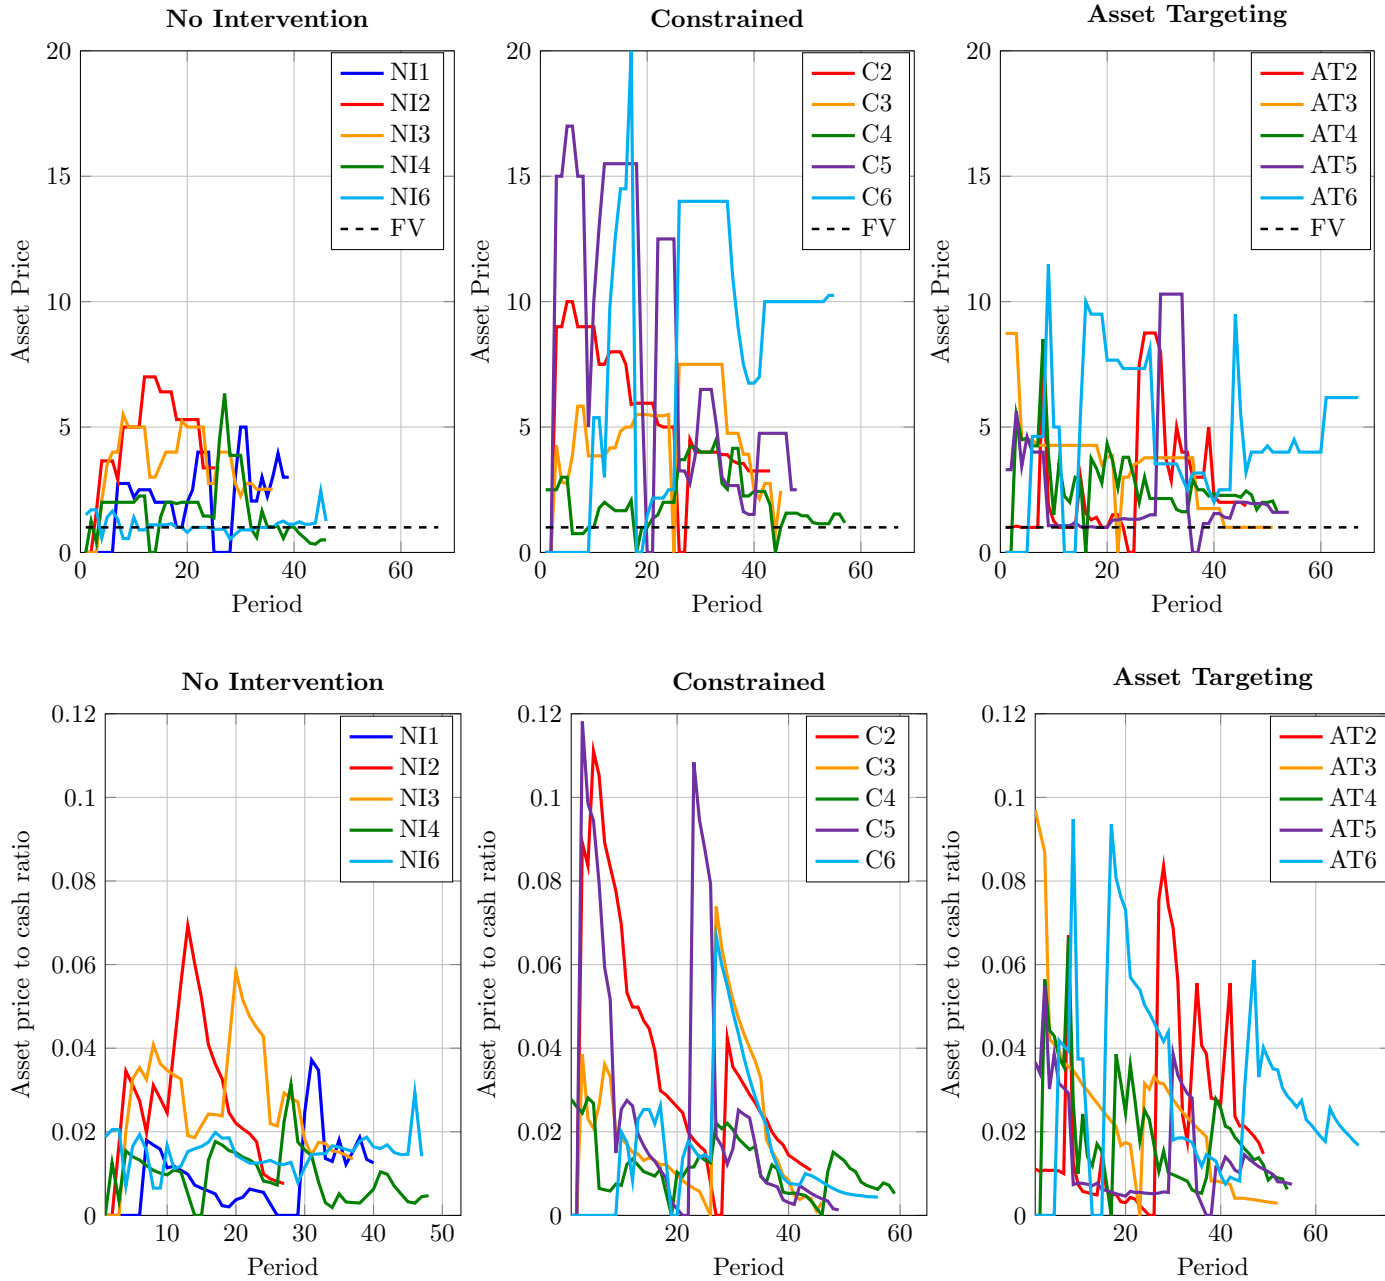 No Intervention
Constrained
Asset Targeting
20
15
10
5
0
0
20
40
60
Period
Asset Price
NI1
NI2
NI3
NI4
NI6
FV
20
15
10
5
0
0
20
40
60
Period
Asset Price
C2
C3
C4
C5
C6
FV
20
15
10
5
0
0
20
40
60
Period
Asset Price
AT2
AT3
AT4
AT5
AT6
FV
No Intervention
Constrained
Asset Targeting
0.12
0.1
0.08
0.06
0.04
0.02
0
10
20
30
40
50
Period
Asset price to cash ratio
NI1
NI2
NI3
NI4
NI6
0.12
0.1
0.08
0.06
0.04
0.02
0
20
40
60
Period
Asset price to cash ratio
C2
C3
C4
C5
C6
0.12
0.1
0.08
0.06
0.04
0.02
0
20
40
60
Period
Asset price to cash ratio
AT2
AT3
AT4
AT5
AT6